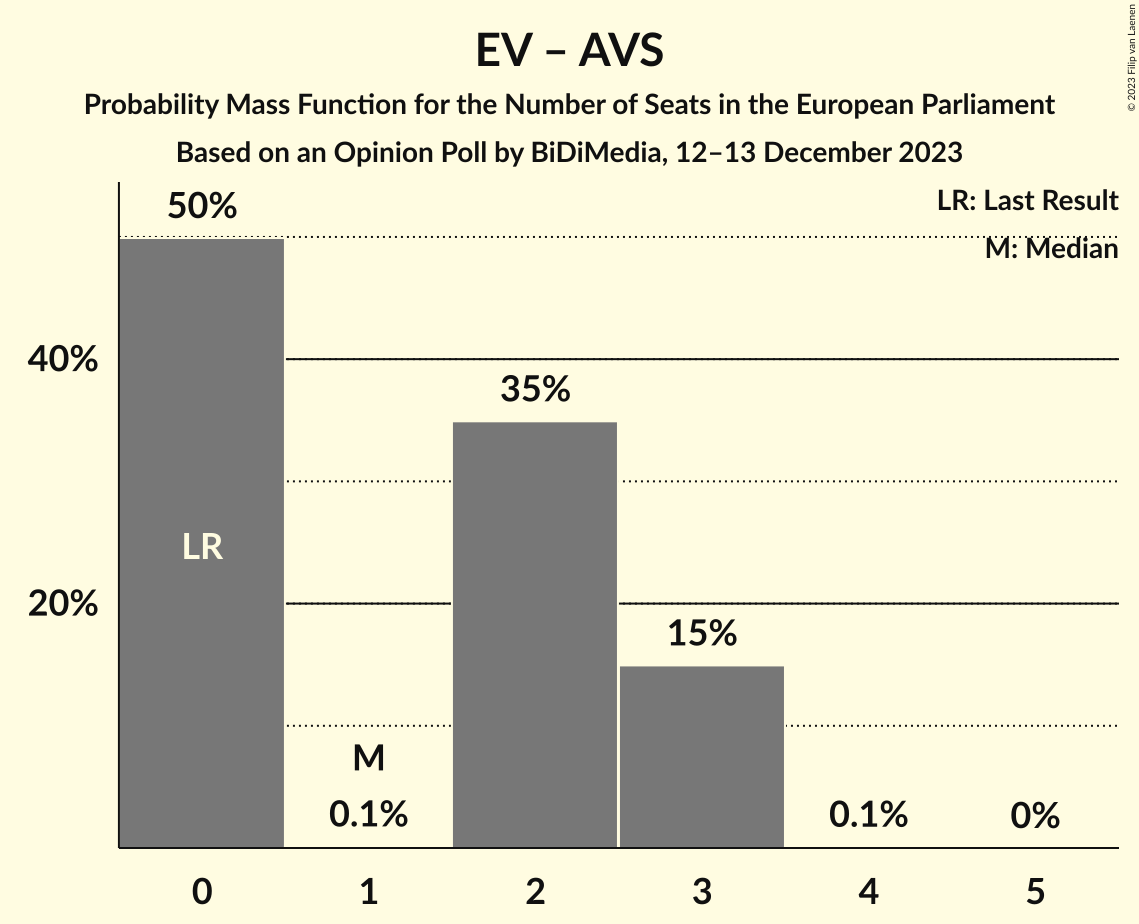 EV – AVS
Probability Mass Function for the Number of Seats in the European Parliament
Based on an Opinion Poll by BiDiMedia, 12–13 December 2023
© 2023 Filip van Laenen
LR: Last Result
M: Median
50%
40%
35%
LR
20%
15%
M
0.1%
0.1%
0%
0 1 2 3 4 5